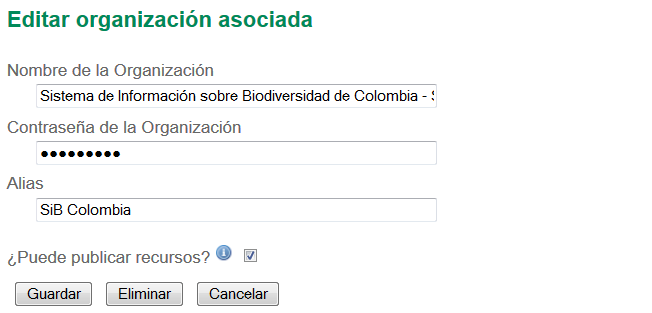 Editar organización asociada
Nombre de la Organización
Sistema de Información sobre Biodiversidad de Colombia -
Contraseña de la Organización
●●●●●●●●●
Alias
SiB Colombia
¿Puede publicar recursos?
Guardar Eliminar Cancelar